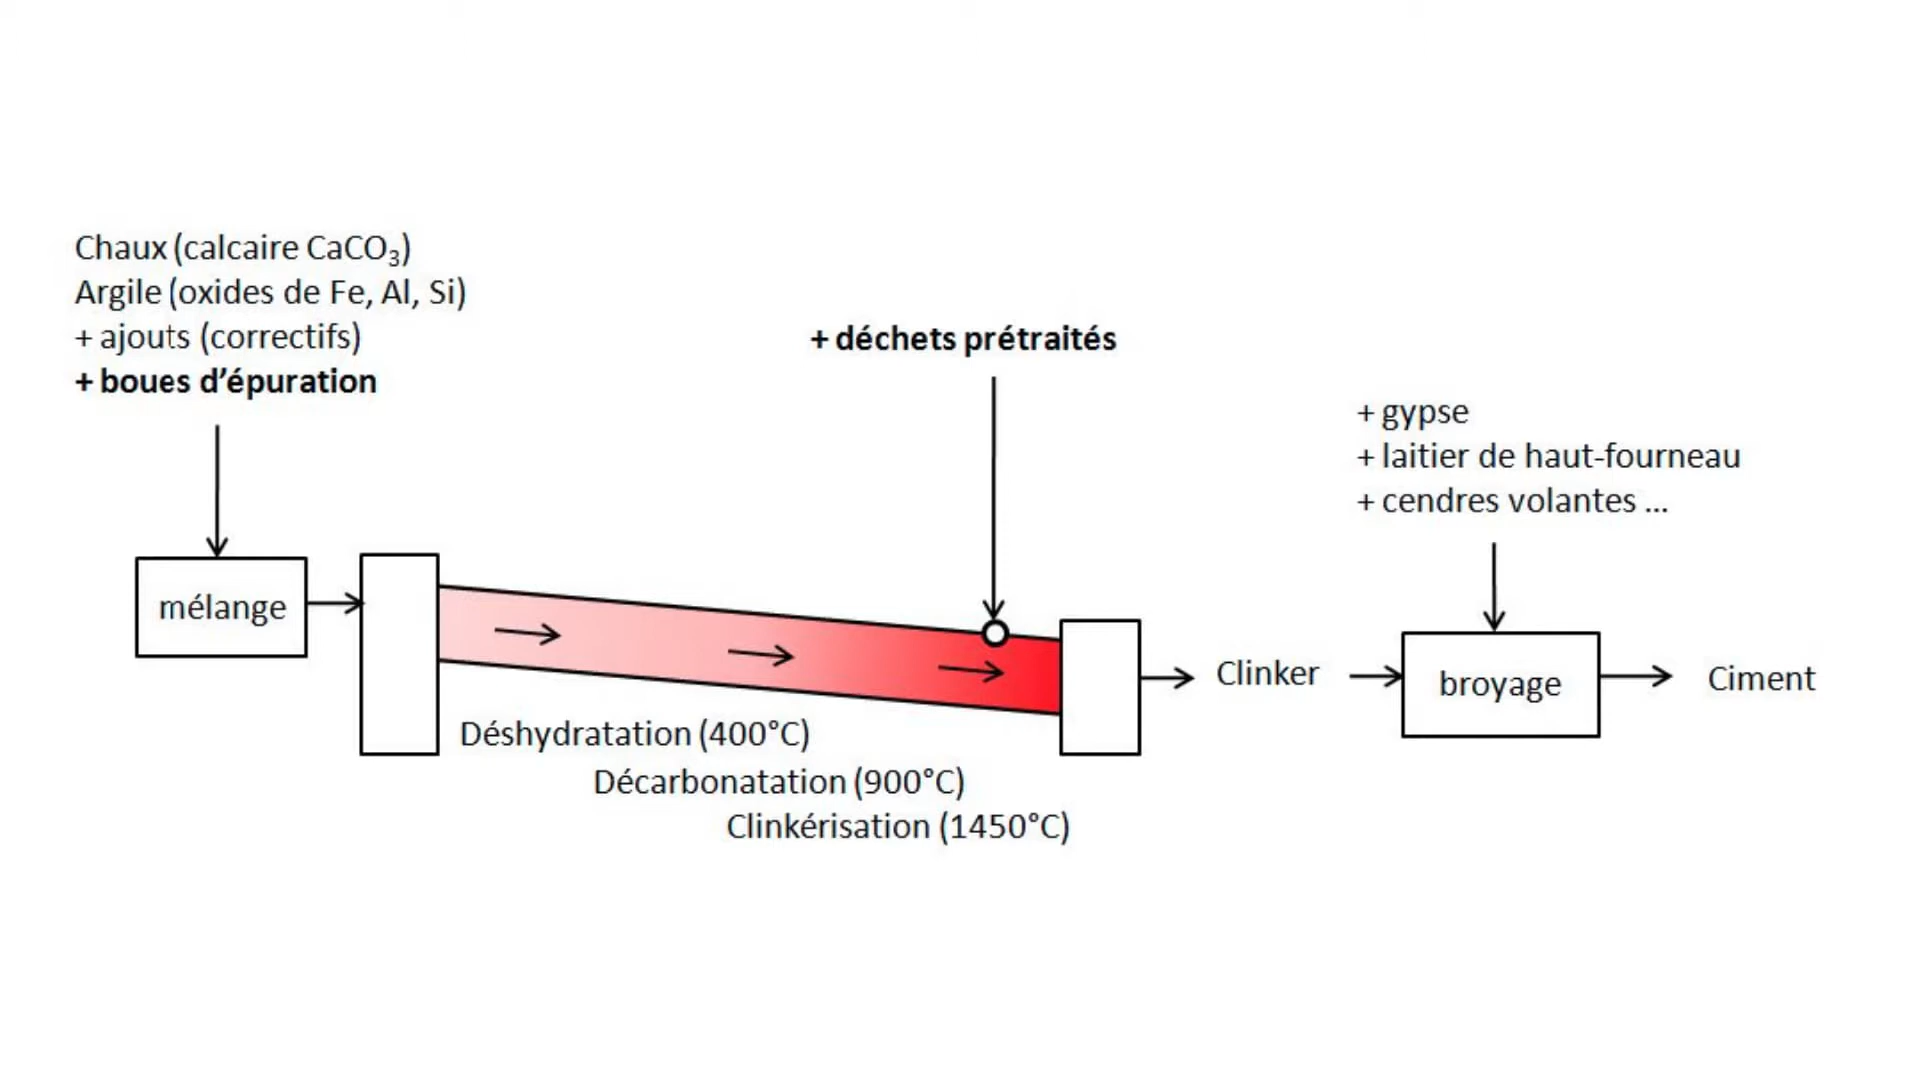 Chaux (calcaire CaCO₃)
Argile (oxides de Fe, Al, Si)
+ ajouts (correctifs)
+ boues d’épuration
+ déchets prétraités
+ gypse
+ laitier de haut-fourneau
+ cendres volantes ...
mélange
Clinker
broyage
Ciment
Déshydratation (400°C)
Décarbonatation (900°C)
Clinkérisation (1450°C)